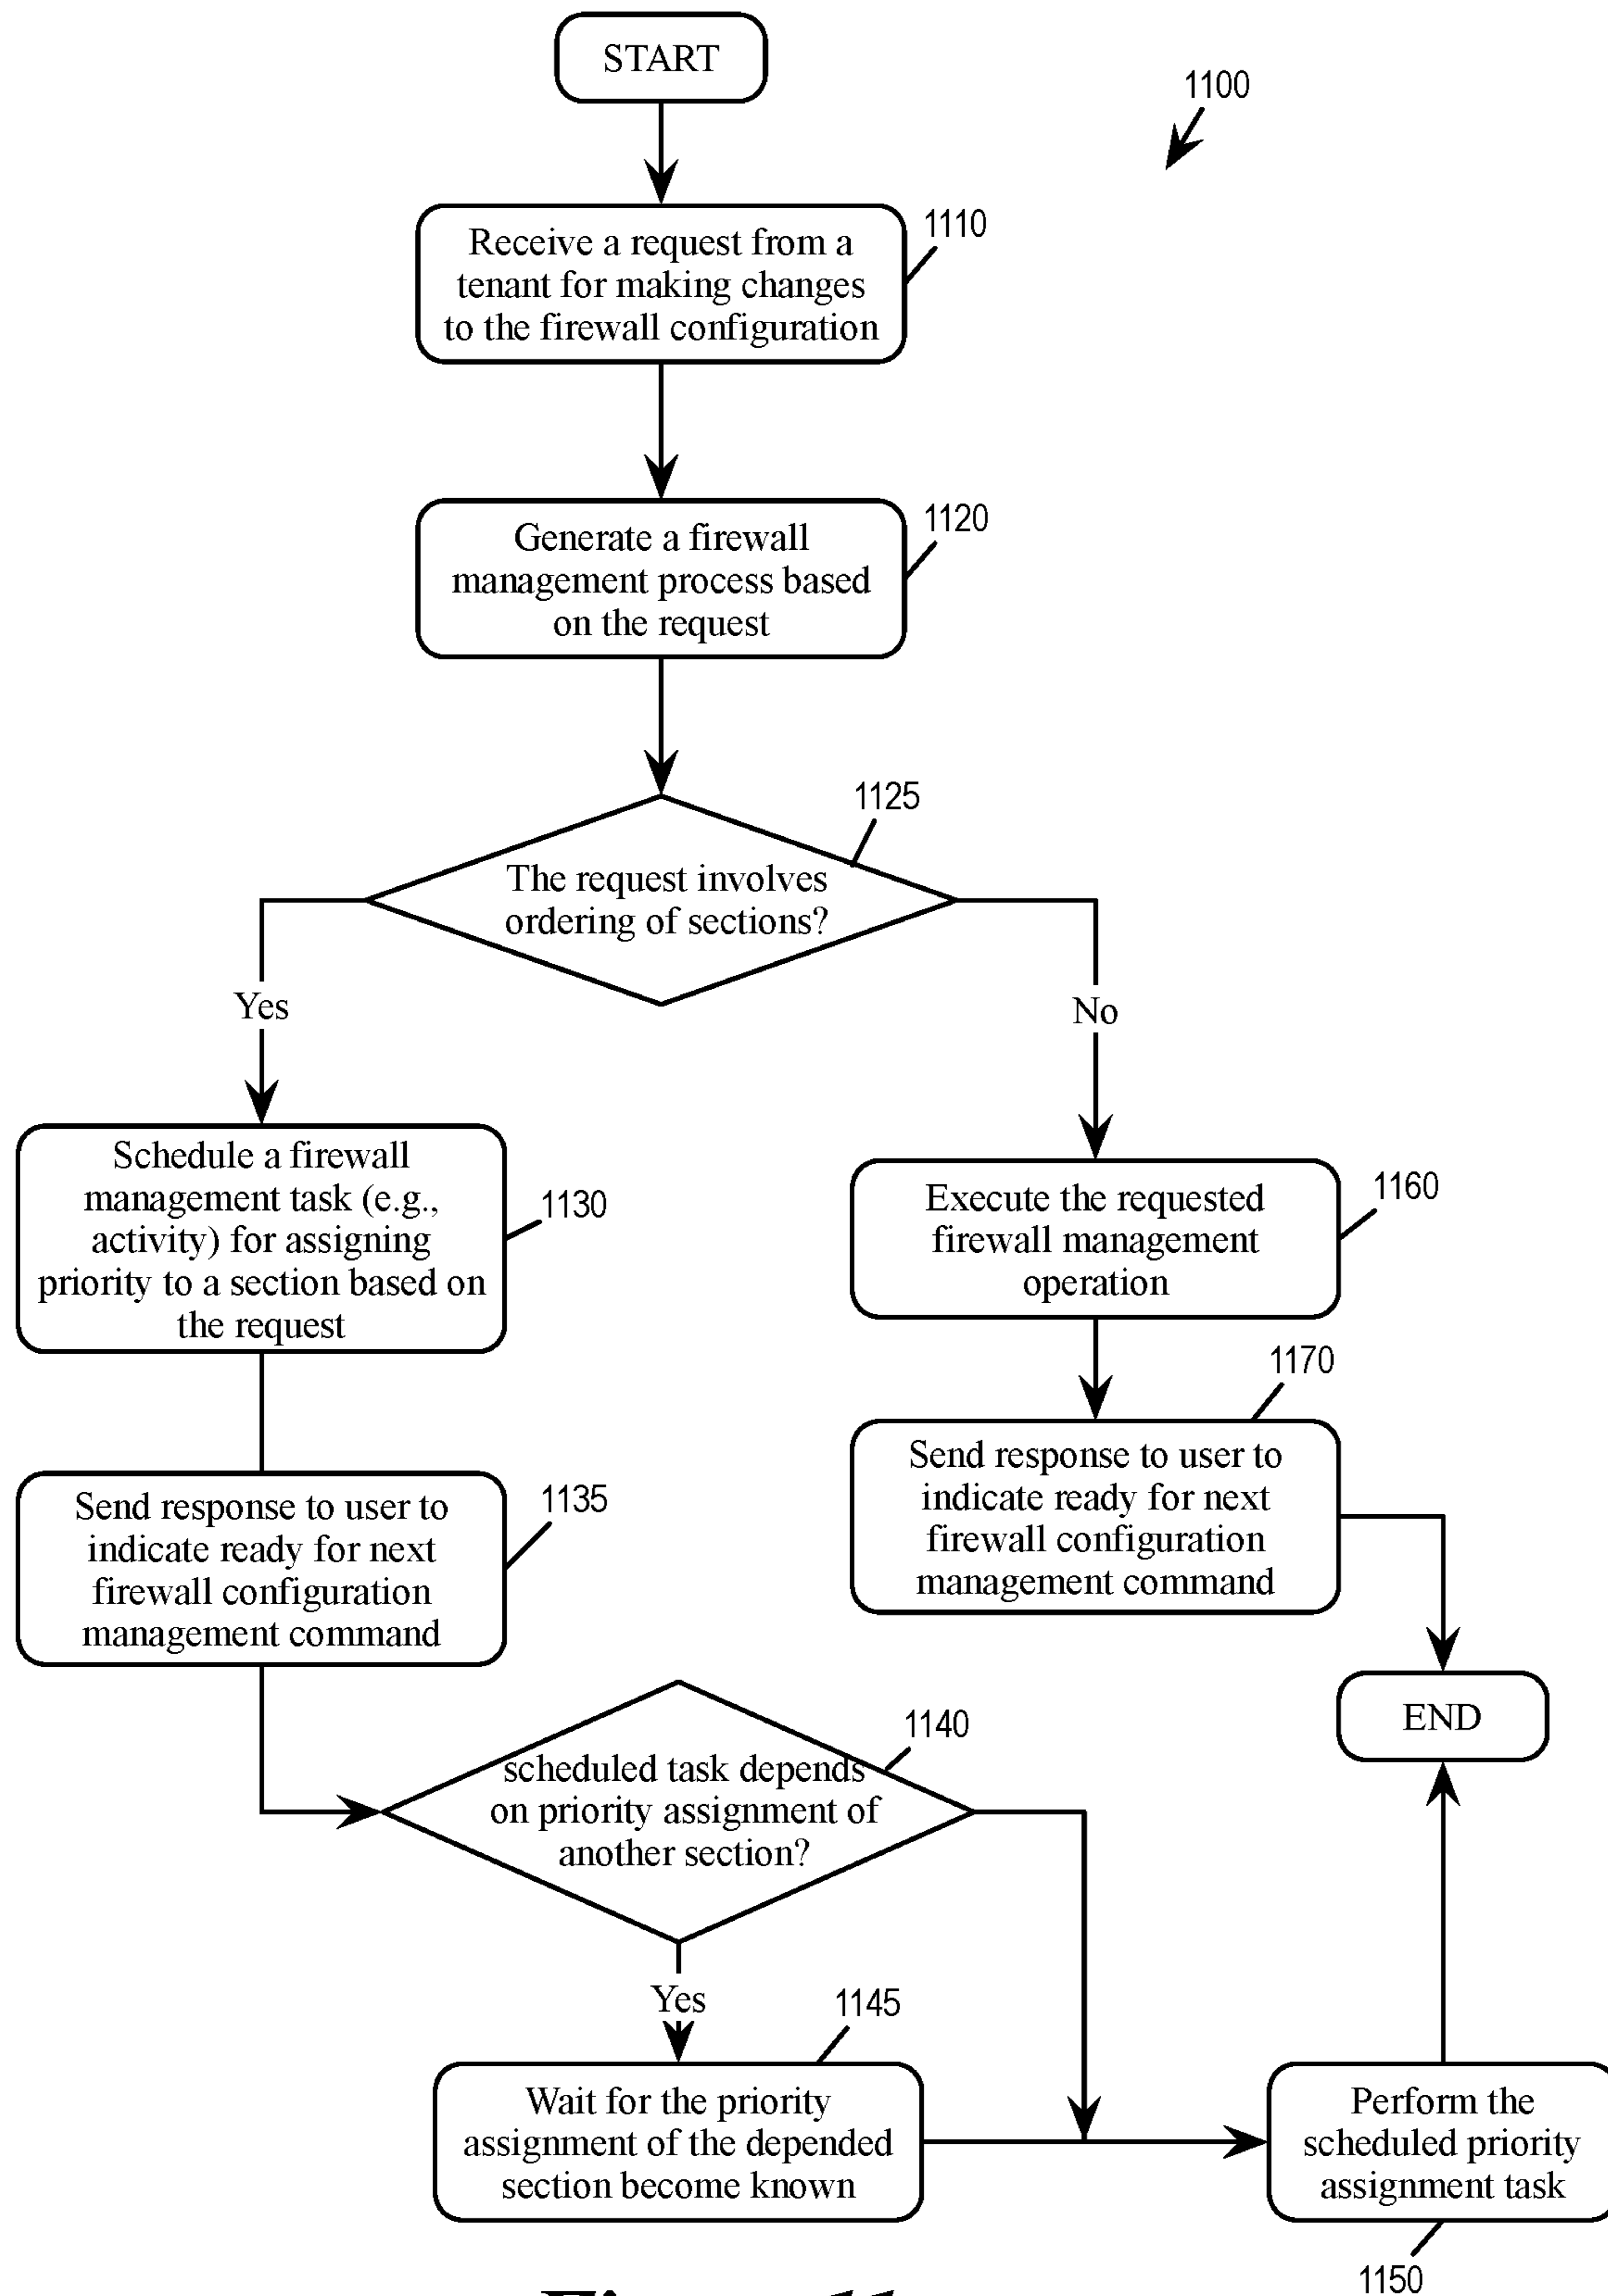 START
1100
1110
Receive a request from a
tenant for making changes
to the firewall configuration
1120
Generate a firewall
management process based
on the request
1125
The request involves
ordering of sections?
Yes
No
Schedule a firewall
management task (e.g.,
activity) for assigning
priority to a section based on
the request
1130
Execute the requested
firewall management
operation
1160
1170
Send response to user to
indicate ready for next
firewall configuration
management command
1135
Send response to user to
indicate ready for next
firewall configuration
management command
END
1140
scheduled task depends
on priority assignment of
another section?
Yes
1145
Wait for the priority
assignment of the depended
section become known
Perform the
scheduled priority
assignment task
1150